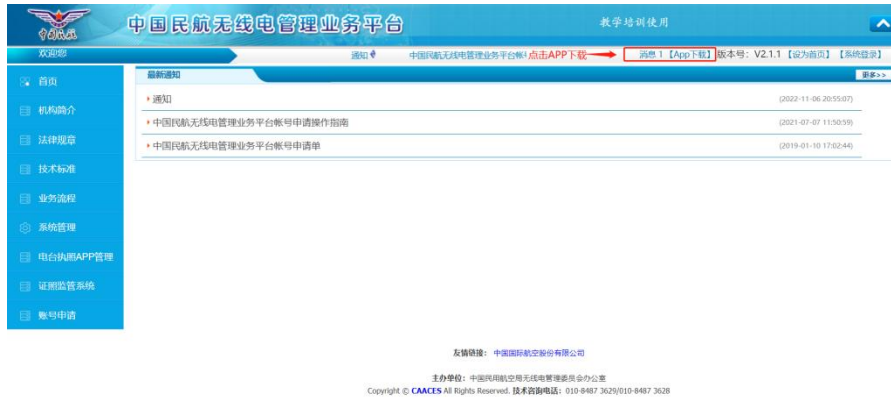 中国民航
中国民航无线电管理业务平台
教学培训使用
欢迎您!
通知
中国民航无线电管理业务平台帐号
点击APP下载
消息 1 【App下载】 版本号:V2.1.1 【设为首页】 【系统登录】
首页
机构简介
法律规章
技术标准
业务流程
系统管理
电台执照APP管理
证照监管系统
账号申请
最新通知
更多>>
通知 (2022-11-06 20:55:07)
中国民航无线电管理业务平台帐号申请操作指南 (2021-07-07 11:50:59)
中国民航无线电管理业务平台帐号申请单 (2019-01-10 17:02:44)
友情链接: 中国国际航空股份有限公司
主办单位:中国民用航空局无线电管理委员会办公室
Copyright © CAACES All Rights Reserved. 技术咨询电话:010-8487 3629/010-8487 3628